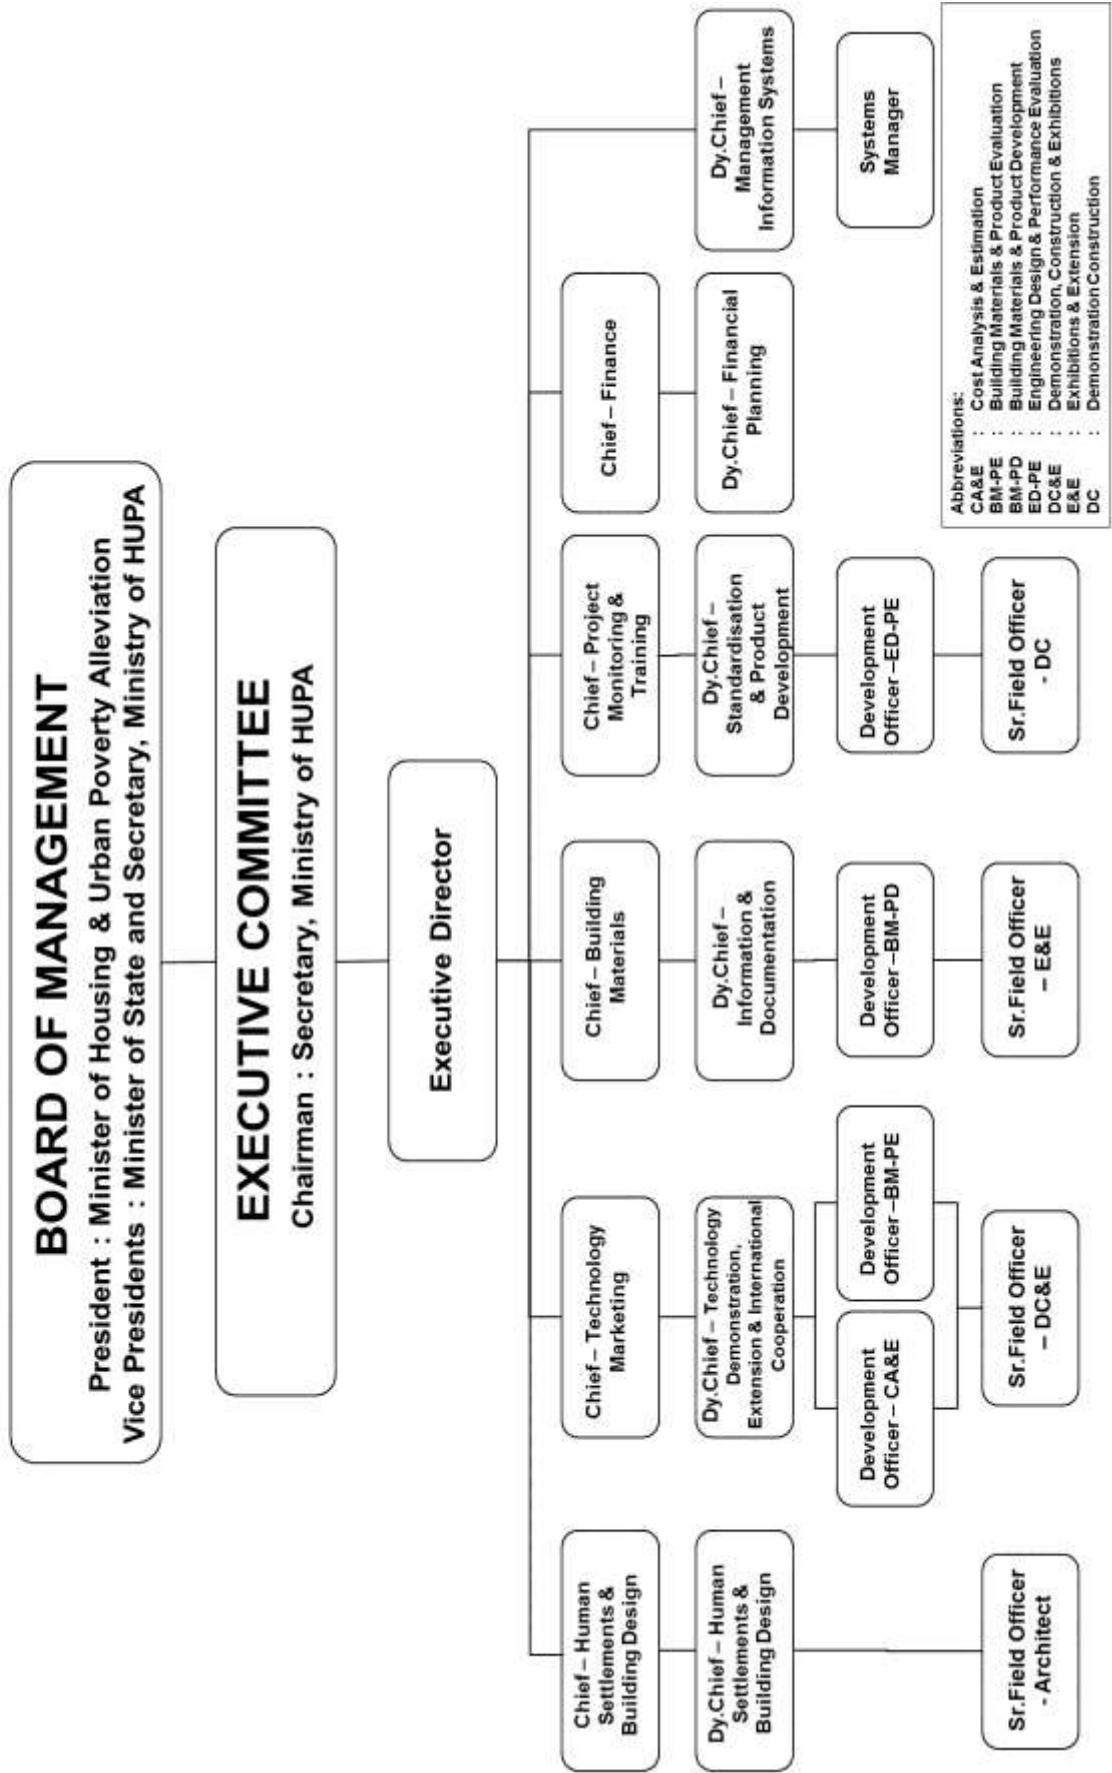 BOARD OF MANAGEMENT
President : Minister of Housing & Urban Poverty Alleviation
Vice Presidents : Minister of State and Secretary, Ministry of HUPA
EXECUTIVE COMMITTEE
Chairman : Secretary, Ministry of HUPA
Executive Director
Chief – Human
Settlements &
Building Design
Chief – Technology
Marketing
Chief – Building
Materials
Chief – Project
Monitoring &
Training
Chief – Finance
Dy.Chief – Human
Settlements &
Building Design
Dy.Chief – Technology
Demonstration,
Extension & International
Cooperation
Dy.Chief –
Information &
Documentation
Dy.Chief –
Standardisation
& Product
Development
Dy.Chief – Financial
Planning
Dy.Chief –
Management
Information Systems
Development
Officer – CA&E
Development
Officer –BM-PE
Development
Officer –BM-PD
Development
Officer –ED-PE
Systems
Manager
Sr.Field Officer
- Architect
Sr.Field Officer
– DC&E
Sr.Field Officer
– E&E
Sr.Field Officer
- DC
Abbreviations:
CA&E : Cost Analysis & Estimation
BM-PE : Building Materials & Product Evaluation
BM-PD : Building Materials & Product Development
ED-PE : Engineering Design & Performance Evaluation
DC&E : Demonstration, Construction & Exhibitions
E&E : Exhibitions & Extension
DC : Demonstration Construction